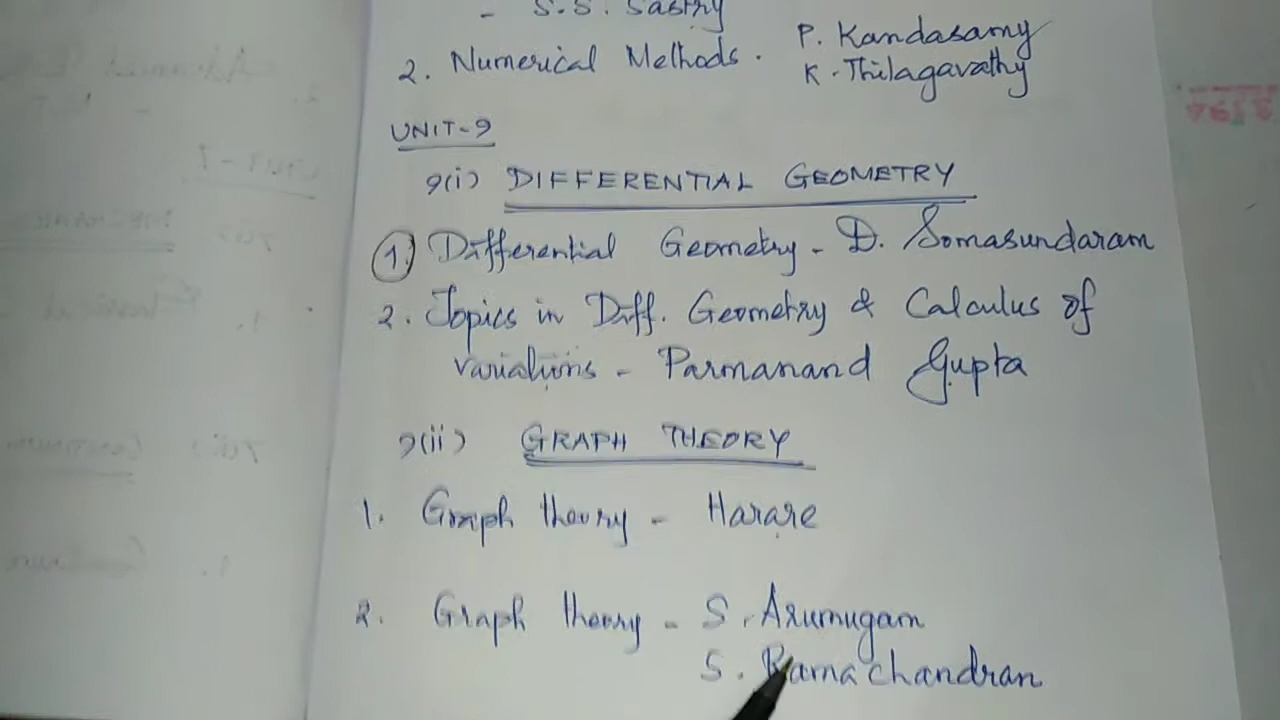 - S.S. Sastry
2. Numerical Methods. P. Kandasamy
K. Thilagavathy
UNIT-9
9(i) DIFFERENTIAL GEOMETRY
1. Differential Geometry - D. Somasundaram
2. Topics in Diff. Geometry & Calculus of
variations - Parmanand Gupta
9(ii) GRAPH THEORY
1. Graph theory - Harare
2. Graph theory - S. Arumugam
S. Ramachandran